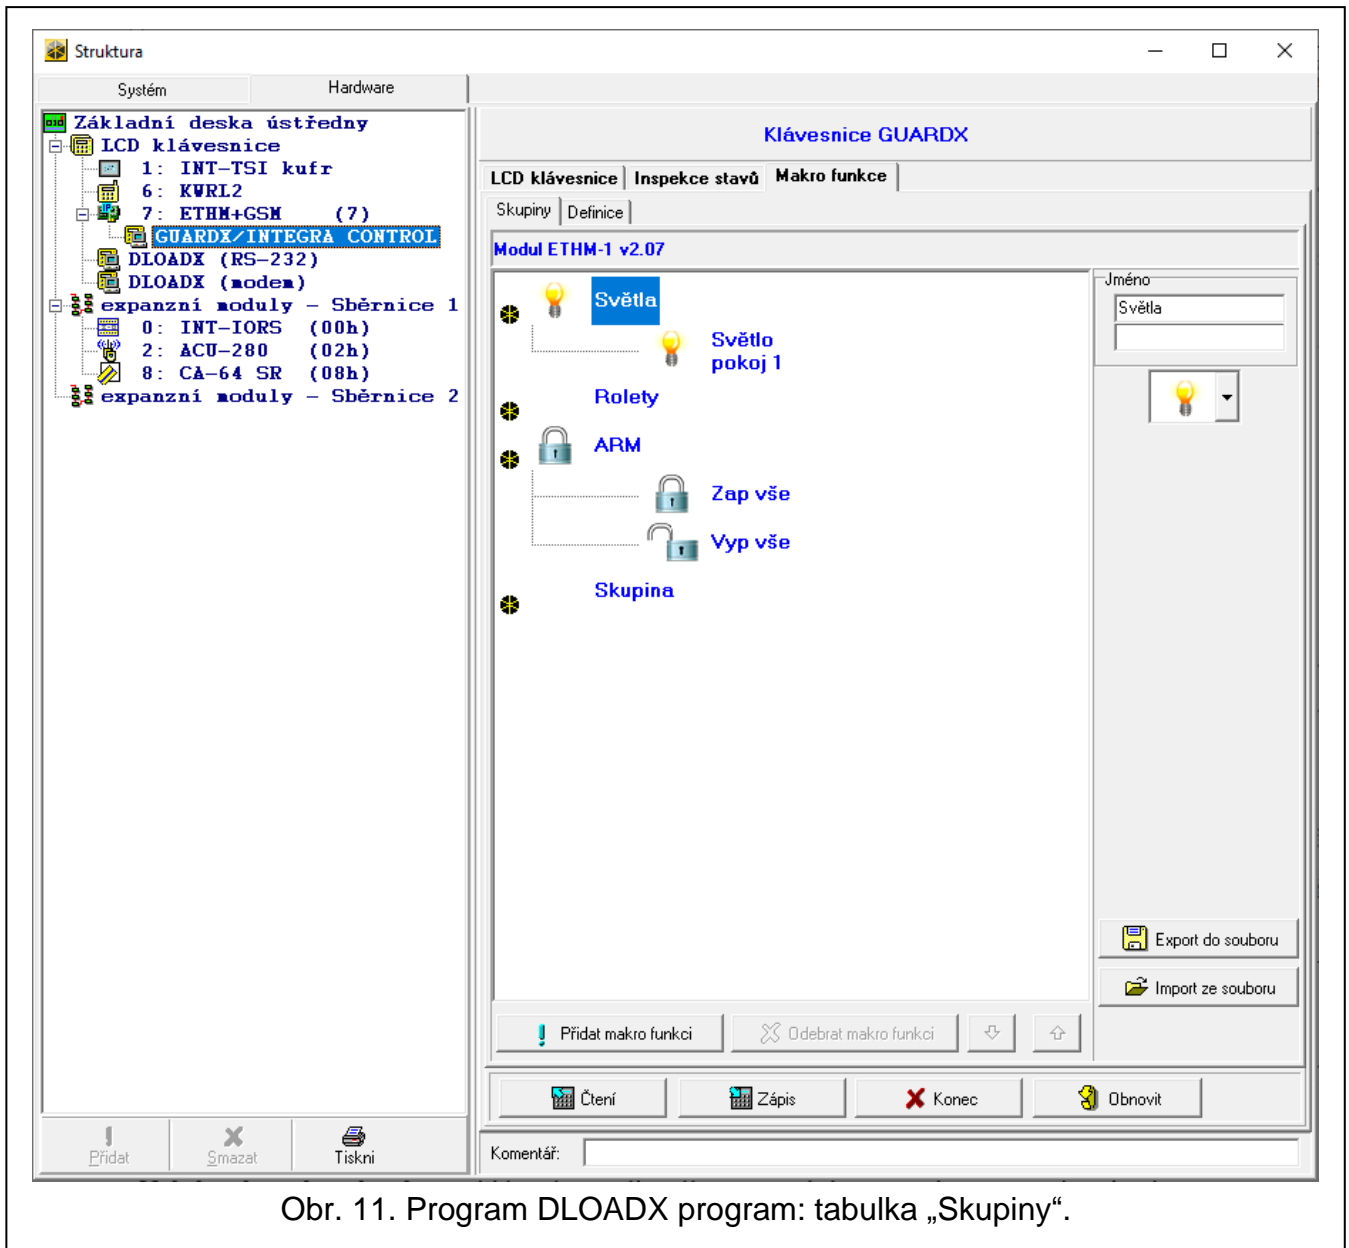 Struktura
Systém
Hardware
Základní deska ústředny
LCD klávesnice
1: INT-TSI kufr
6: KWRL2
7: ETHM+GSM (7)
GUARDX/INTEGRA CONTROL
DLOADX (RS-232)
DLOADX (modem)
expanzní moduly - Sběrnice 1
0: INT-IORS (00h)
2: ACU-280 (02h)
8: CA-64 SR (08h)
expanzní moduly - Sběrnice 2
Přidat
Smazat
Tiskni
Klávesnice GUARDX
LCD klávesnice
Inspekce stavů
Makro funkce
Skupiny
Definice
Modul ETHM-1 v2.07
Světla
Světlo
pokoj 1
Rolety
ARM
Zap vše
Vyp vše
Skupina
Jméno
Světla
Export do souboru
Import ze souboru
Přidat makro funkci
Odebrat makro funkci
Čtení
Zápis
Konec
Obnovit
Komentář:
Obr. 11. Program DLOADX program: tabulka „Skupiny“.